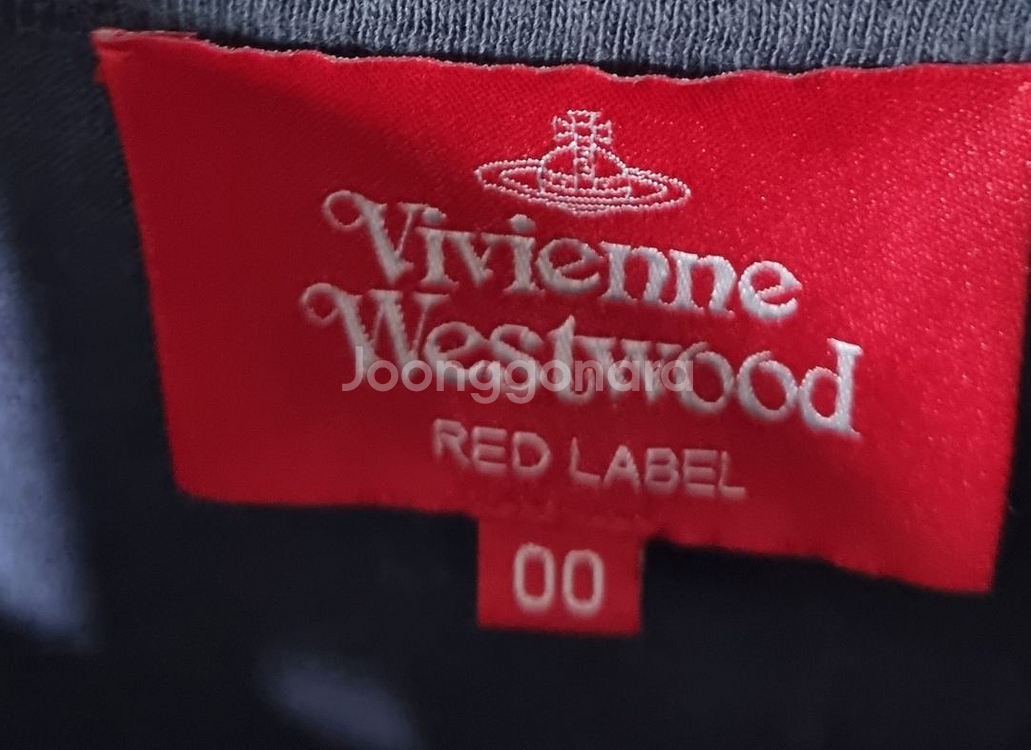 Vivienne
Westwood
Joonggonara
RED LABEL
00